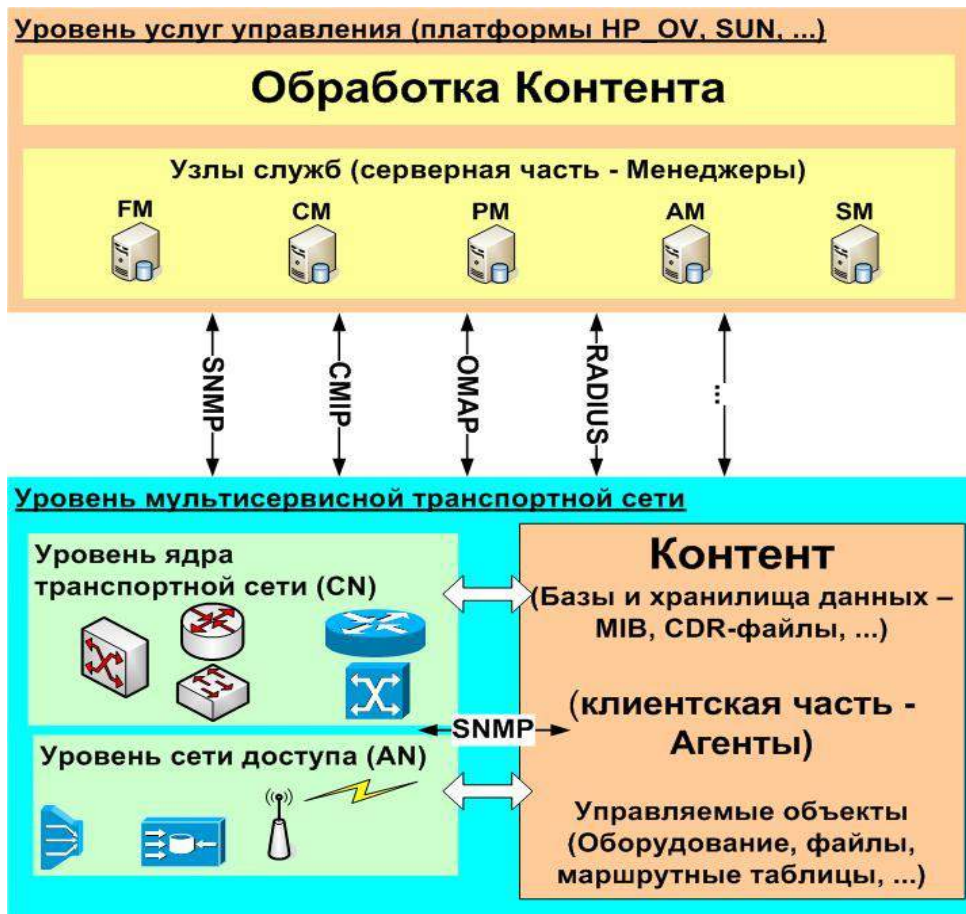 Уровень услуг управления (платформы HP_OV, SUN, ...)
Обработка Контента
Узлы служб (серверная часть - Менеджеры)
FM
CM
PM
AM
SM
SNMP
CMIP
OMAP
RADIUS
...
Уровень мультисервисной транспортной сети
Уровень ядра
транспортной сети (CN)
Контент
(Базы и хранилища данных –
MIB, CDR-файлы, ...)
(клиентская часть -
Агенты)
SNMP
Уровень сети доступа (AN)
Управляемые объекты
(Оборудование, файлы,
маршрутные таблицы, ...)